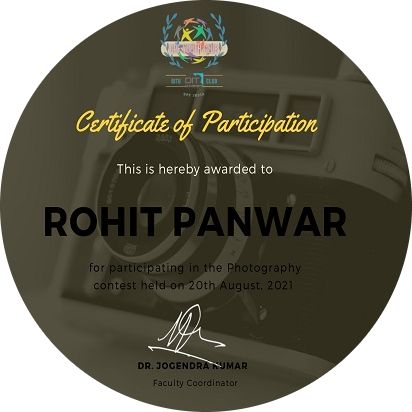 Certificate of Participation
This is hereby awarded to
ROHIT PANWAR
for participating in the Photography
contest held on 20th August, 2021
DR. JOGENDRA KUMAR
Faculty Coordinator